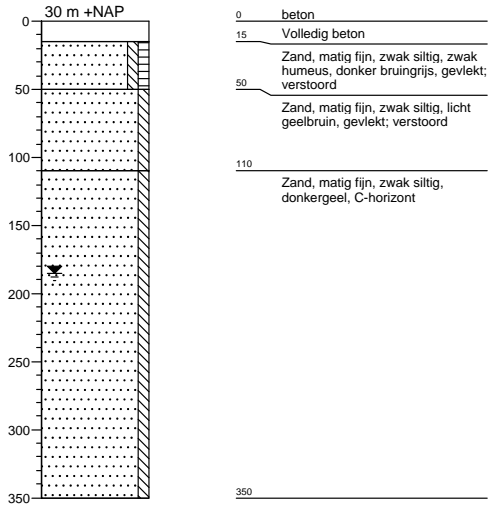 30 m +NAP
0
50
100
150
200
250
300
350
0 beton
15 Volledig beton
Zand, matig fijn, zwak siltig, zwak
humeus, donker bruingrijs, gevlekt;
verstoord
50
Zand, matig fijn, zwak siltig, licht
geelbruin, gevlekt; verstoord
110
Zand, matig fijn, zwak siltig,
donkergeel, C-horizont
350